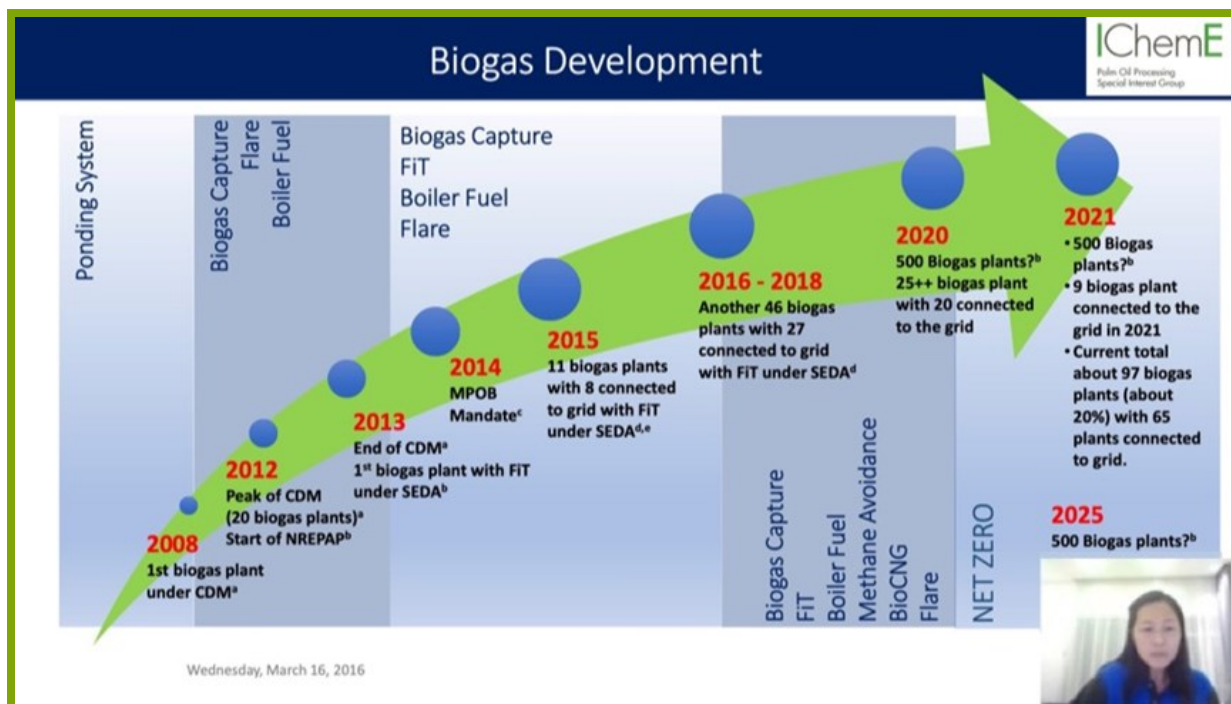 Biogas Development
IChemE
Palm Oil Processing
Special Interest Group
Ponding System
Biogas Capture
Flare
Boiler Fuel
Biogas Capture
FiT
Boiler Fuel
Flare
2008
1st biogas plant
under CDMᵃ
2012
Peak of CDM
(20 biogas plants)ᵃ
Start of NREPAPᵇ
2013
End of CDMᵃ
1st biogas plant with FiT
under SEDAᵇ
2014
MPOB
Mandateᶜ
2015
11 biogas plants
with 8 connected
to grid with FiT
under SEDAᵈ,ᵉ
2016 - 2018
Another 46 biogas
plants with 27
connected to grid
with FiT under SEDAᵈ
2020
500 Biogas plants?ᵇ
25++ biogas plant
with 20 connected
to the grid
2021
• 500 Biogas
plants?ᵇ
• 9 biogas plant
connected to the
grid in 2021
• Current total
about 97 biogas
plants (about
20%) with 65
plants connected
to grid.
Biogas Capture
FiT
Boiler Fuel
Methane Avoidance
BioCNG
Flare
NET ZERO
2025
500 Biogas plants?ᵇ
Wednesday, March 16, 2016